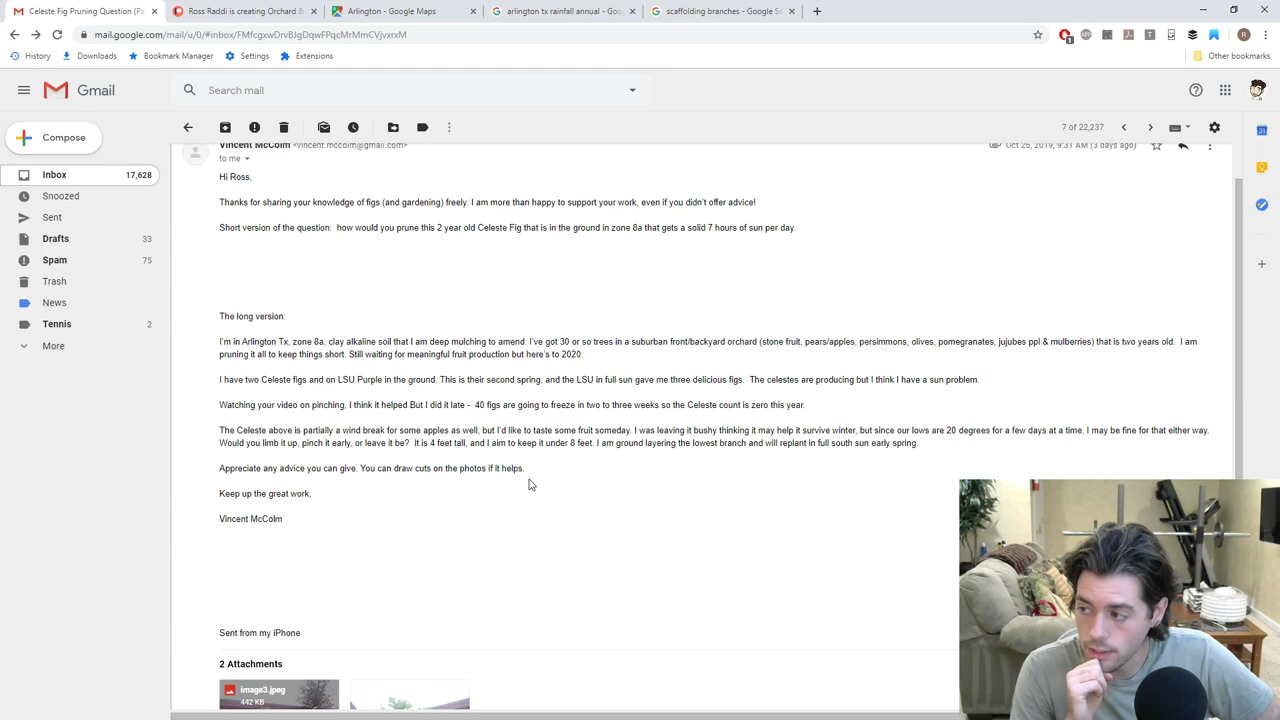 Celeste Fig Pruning Question (Pa
Ross Raddi is creating Orchard &
Arlington - Google Maps
arlington tx rainfall annual - Goo
scaffolding branches - Google Se
mail.google.com/mail/u/0/#inbox/FMfcgxwDrvBJgDqwFPqcMrMmCVjvxrxM
History
Downloads
Bookmark Manager
Settings
Extensions
Other bookmarks
Gmail
Search mail
Compose
7 of 22,237
Inbox 17,628
Snoozed
Sent
Drafts 33
Spam 75
Trash
News
Tennis 2
More
Vincent McColm <vincent.mccolm@gmail.com>
Oct 26, 2019, 9:31 AM (3 days ago)
to me
Hi Ross,
Thanks for sharing your knowledge of figs (and gardening) freely. I am more than happy to support your work, even if you didn't offer advice!
Short version of the question: how would you prune this 2 year old Celeste Fig that is in the ground in zone 8a that gets a solid 7 hours of sun per day.
The long version:
I'm in Arlington Tx, zone 8a, clay alkaline soil that I am deep mulching to amend. I've got 30 or so trees in a suburban front/backyard orchard (stone fruit, pears/apples, persimmons, olives, pomegranates, jujubes ppl & mulberries) that is two years old. I am
pruning it all to keep things short. Still waiting for meaningful fruit production but here's to 2020.
I have two Celeste figs and on LSU Purple in the ground. This is their second spring, and the LSU in full sun gave me three delicious figs. The celestes are producing but I think I have a sun problem.
Watching your video on pinching, I think it helped But I did it late - 40 figs are going to freeze in two to three weeks so the Celeste count is zero this year.
The Celeste above is partially a wind break for some apples as well, but I'd like to taste some fruit someday. I was leaving it bushy thinking it may help it survive winter, but since our lows are 20 degrees for a few days at a time, I may be fine for that either way.
Would you limb it up, pinch it early, or leave it be? It is 4 feet tall, and I aim to keep it under 8 feet. I am ground layering the lowest branch and will replant in full south sun early spring.
Appreciate any advice you can give. You can draw cuts on the photos if it helps.
Keep up the great work,
Vincent McColm
Sent from my iPhone
2 Attachments
image3.jpeg
442 KB